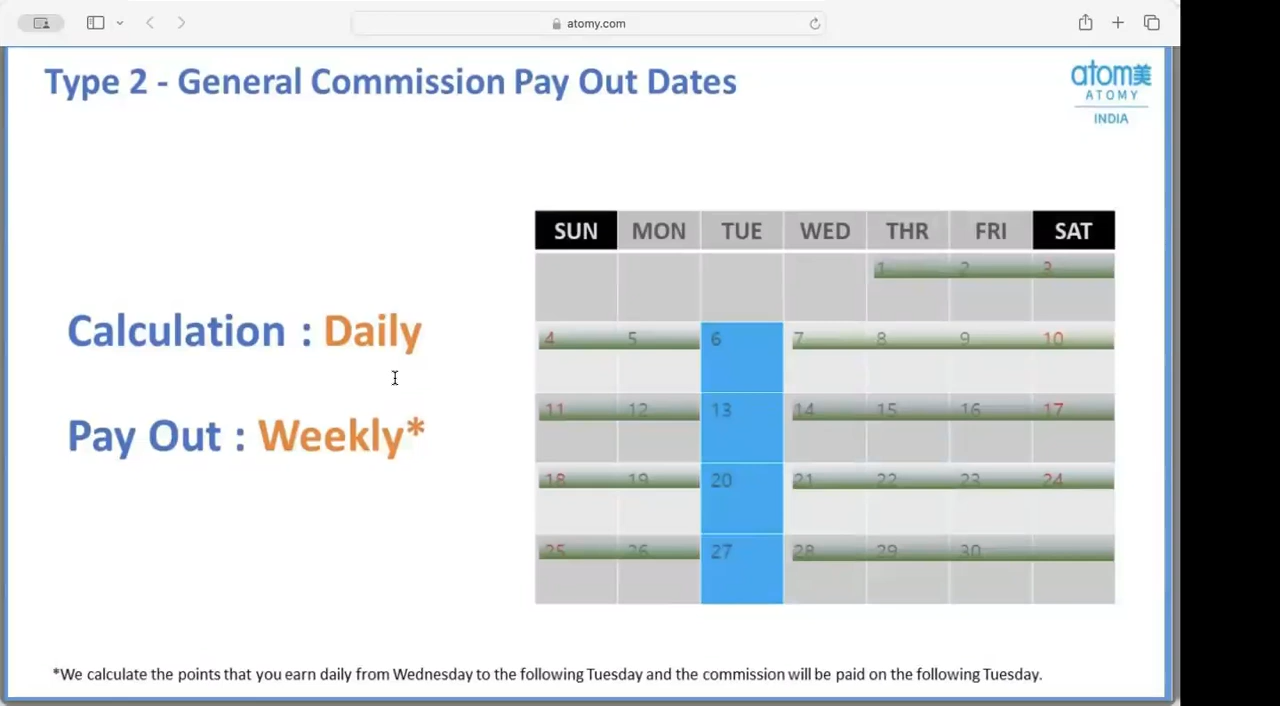 atomy.com
Type 2 - General Commission Pay Out Dates
atom美
ATOMY
INDIA
SUN MON TUE WED THR FRI SAT
1 2 3
Calculation : Daily
4 5 6 7 8 9 10
Pay Out : Weekly*
11 12 13 14 15 16 17
18 19 20 21 22 23 24
25 26 27 28 29 30
*We calculate the points that you earn daily from Wednesday to the following Tuesday and the commission will be paid on the following Tuesday.